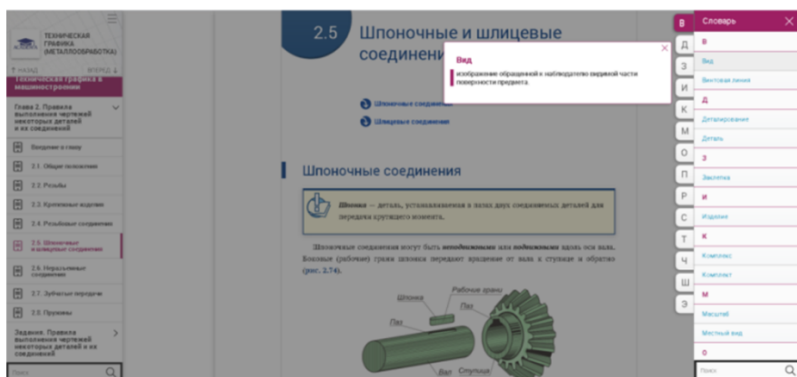 ТЕХНИЧЕСКАЯ
ГРАФИКА
(МЕТАЛЛООБРАБОТКА)
НАЗАД
ВПЕРЕД
Техническая графика в
машиностроении
Глава 2. Правила
выполнения чертежей
некоторых деталей
и их соединений
Введение в главу
2.1. Общие положения
2.2. Резьбы
2.3. Крепежные изделия
2.4. Резьбовые соединения
2.5. Шпоночные
и шлицевые соединения
2.6. Неразъемные
соединения
2.7. Зубчатые передачи
2.8. Пружины
Задания. Правила
выполнения чертежей
некоторых деталей и их
соединений
Поиск
2.5
Шпоночные и шлицевые
Шпоночные
Шлицевые соединения
Вид
изображение обращенной к наблюдателю видимой части
поверхности предмета.
Шпоночные соединения
Шпонка — деталь, устанавливаемая в пазах двух соединяемых деталей для
передачи крутящего момента.
Шпоночные соединения могут быть неподвижными или подвижными вдоль оси вала.
Боковые (рабочие) грани шпонки передают вращение от вала к ступице и обратно
(рис. 2.74).
Шпонка
Рабочие грани
Паз
Паз
Вал
Ступица
В
Д
З
И
К
М
О
П
Р
С
Т
Ч
Ш
Э
Словарь
В
Вид
Винтовая линия
Д
Деталирование
Деталь
З
Заклепка
И
Изделие
К
Комплекс
Комплект
М
Масштаб
Местный вид
О
Поиск